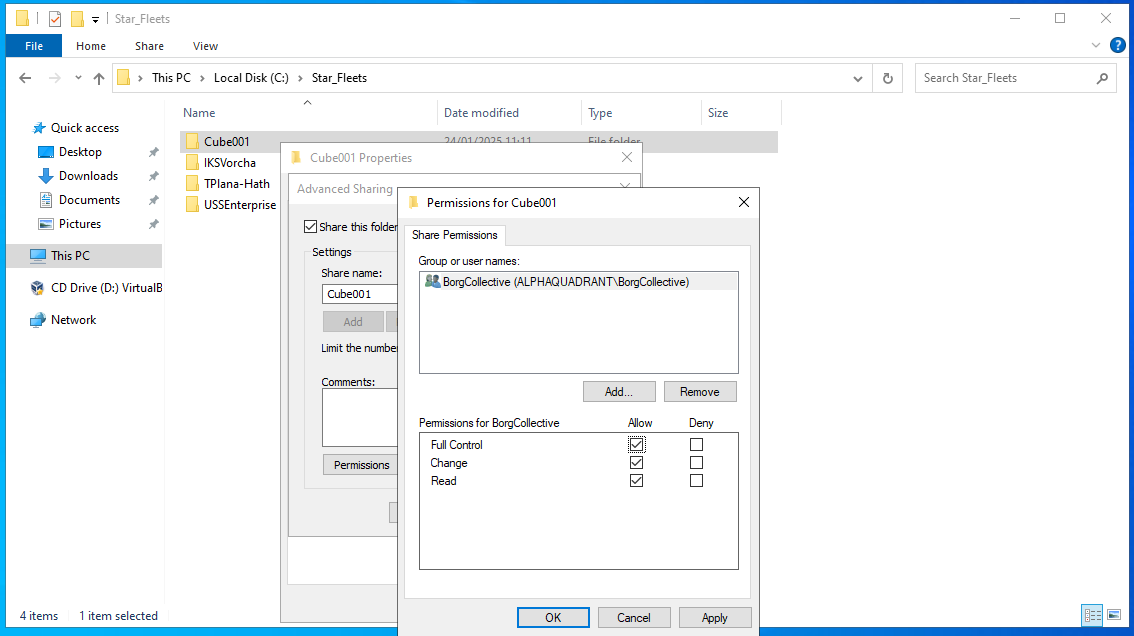 Star_Fleets
File Home Share View
This PC Local Disk (C:) Star_Fleets
Search Star_Fleets
Name Date modified Type Size
Quick access
Desktop
Downloads
Documents
Pictures
This PC
CD Drive (D:) VirtualB
Network
Cube001 24/01/2025 11:11 File folder
IKSVorcha
TPlana-Hath
USSEnterprise
Cube001 Properties
Advanced Sharing
Share this folder
Settings
Share name:
Cube001
Add
Limit the number
Comments:
Permissions
Permissions for Cube001
Share Permissions
Group or user names:
BorgCollective (ALPHAQUADRANT\BorgCollective)
Add... Remove
Permissions for BorgCollective Allow Deny
Full Control
Change
Read
OK Cancel Apply
4 items 1 item selected